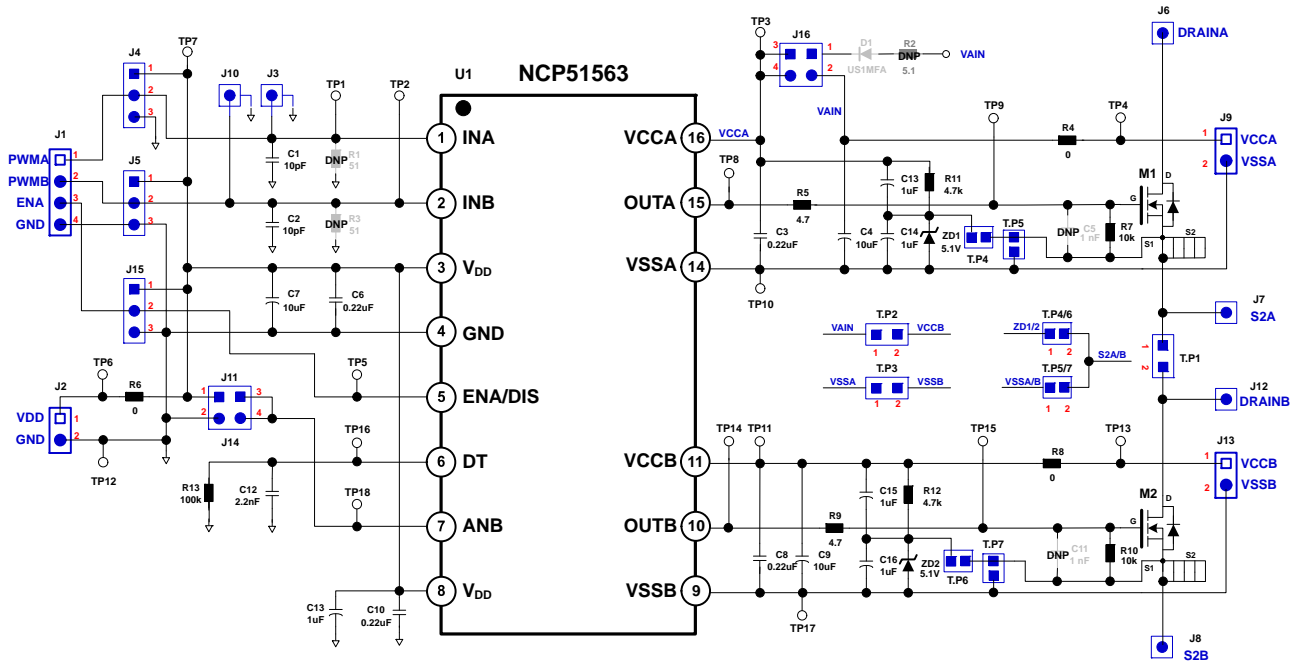 NCP51563
U1
J6
DRAINA
TP3
J16
3
1
4
2
D1
US1MFA
R2
DNP
5.1
VAIN
VAIN
J4
1
2
3
TP7
J10
J3
TP1
TP2
J1
PWMA
1
PWMB
2
ENA
3
GND
4
J5
1
2
3
C1
10pF
DNP
R1
51
C2
10pF
DNP
R3
51
1
INA
2
INB
3
VDD
4
GND
5
ENA/DIS
6
DT
7
ANB
8
VDD
VCCA
16
OUTA
15
VSSA
14
VCCB
11
OUTB
10
VSSB
9
VCCA
TP8
R5
4.7
C3
0.22uF
TP10
C4
10uF
C13
1uF
R11
4.7k
C14
1uF
ZD1
5.1V
T.P4
T.P5
TP9
R4
0
TP4
J9
1
VCCA
2
VSSA
M1
D
G
S1
S2
DNP
C5
1 nF
R7
10k
J15
1
2
3
C7
10uF
C6
0.22uF
TP5
J2
VDD
1
GND
2
TP6
R6
0
TP12
J11
1
3
2
4
J14
TP16
R13
100k
C12
2.2nF
TP18
C13
1uF
C10
0.22uF
T.P2
VAIN
VCCB
1
2
T.P3
VSSA
VSSB
1
2
T.P4/6
ZD1/2
1
2
S2A/B
T.P5/7
VSSA/B
1
2
J7
S2A
1
2
T.P1
J12
DRAINB
TP14
TP11
TP15
TP13
R8
0
J13
1
VCCB
2
VSSB
R9
4.7
C8
0.22uF
C9
10uF
TP17
C15
1uF
R12
4.7k
C16
1uF
ZD2
5.1V
T.P6
T.P7
M2
D
G
S1
S2
DNP
C11
1 nF
R10
10k
J8
S2B